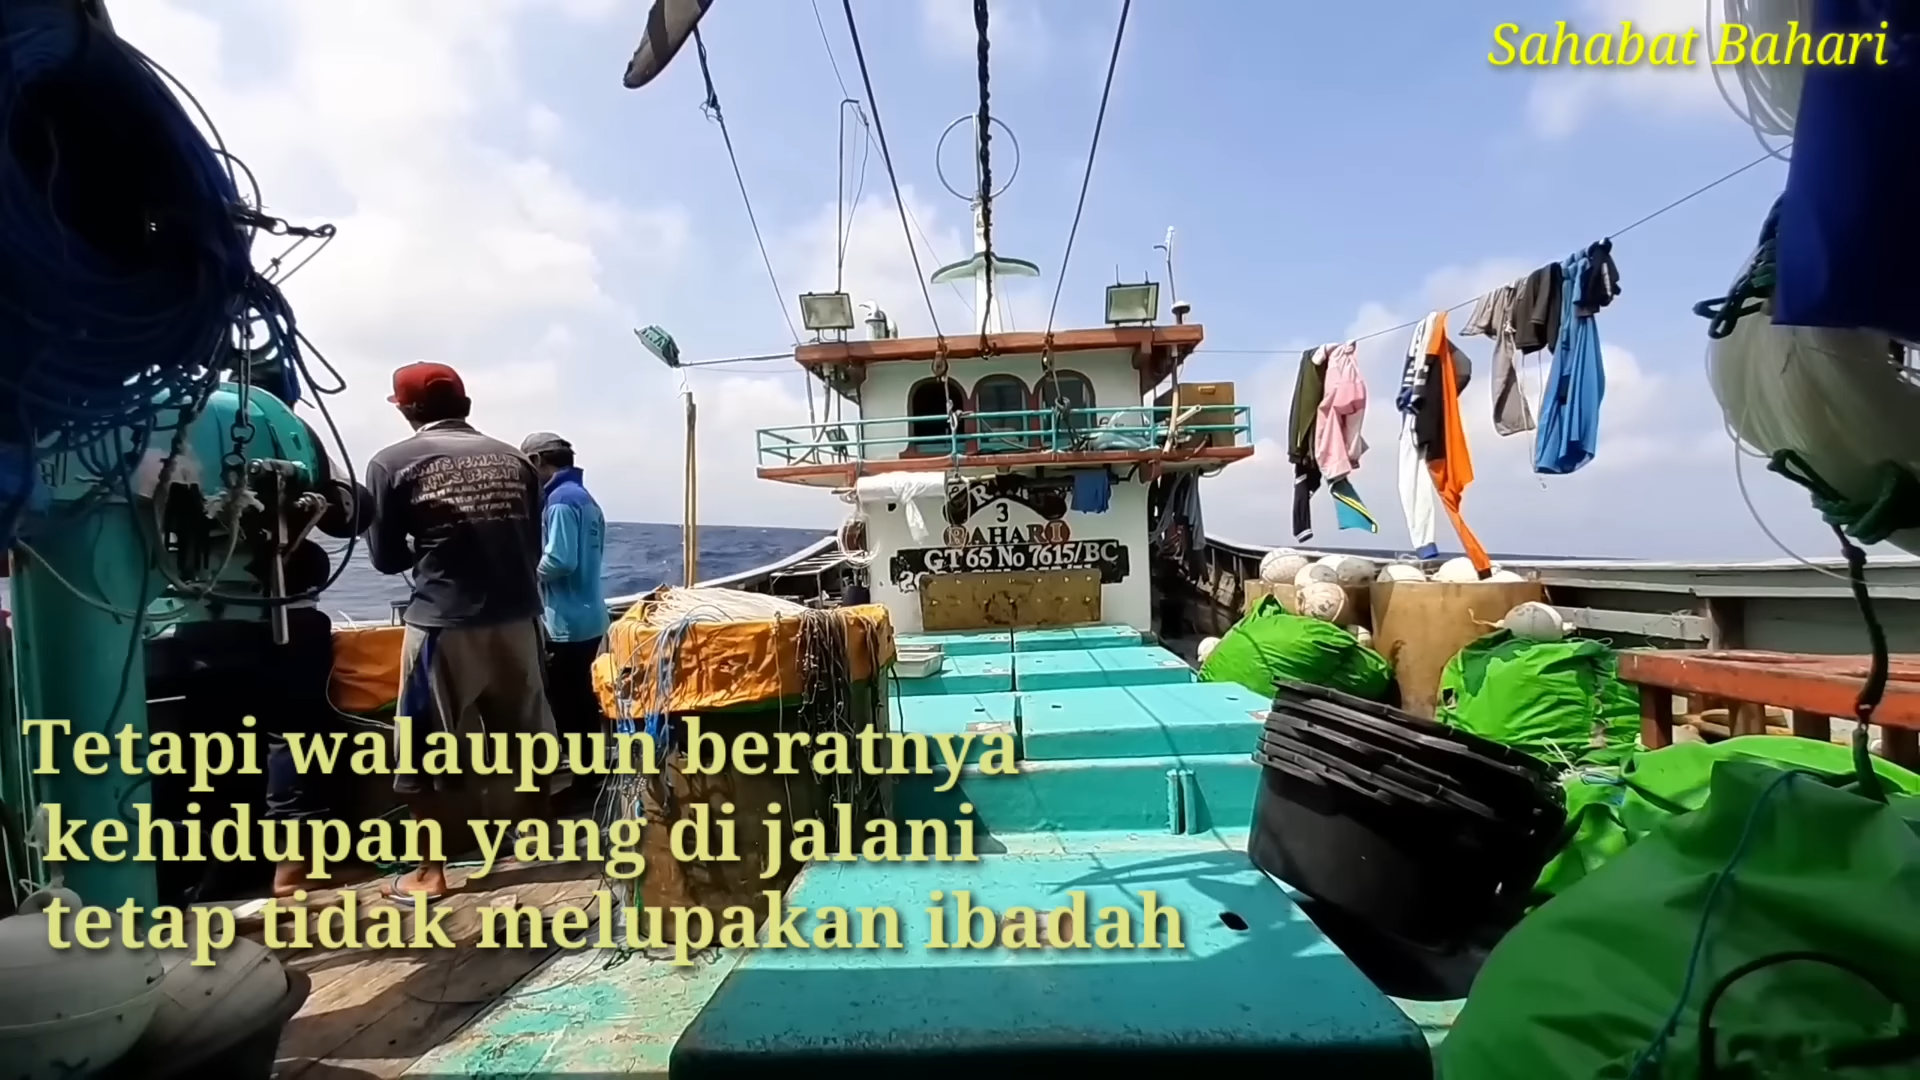 Sahabat Bahari
3
BAHARI
GT 65 No 7615/BC
Tetapi walaupun beratnya
kehidupan yang di jalani
tetap tidak melupakan ibadah